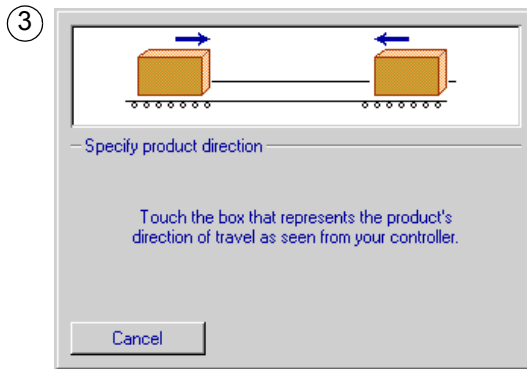 3
Specify product direction
Touch the box that represents the product's
direction of travel as seen from your controller.
Cancel